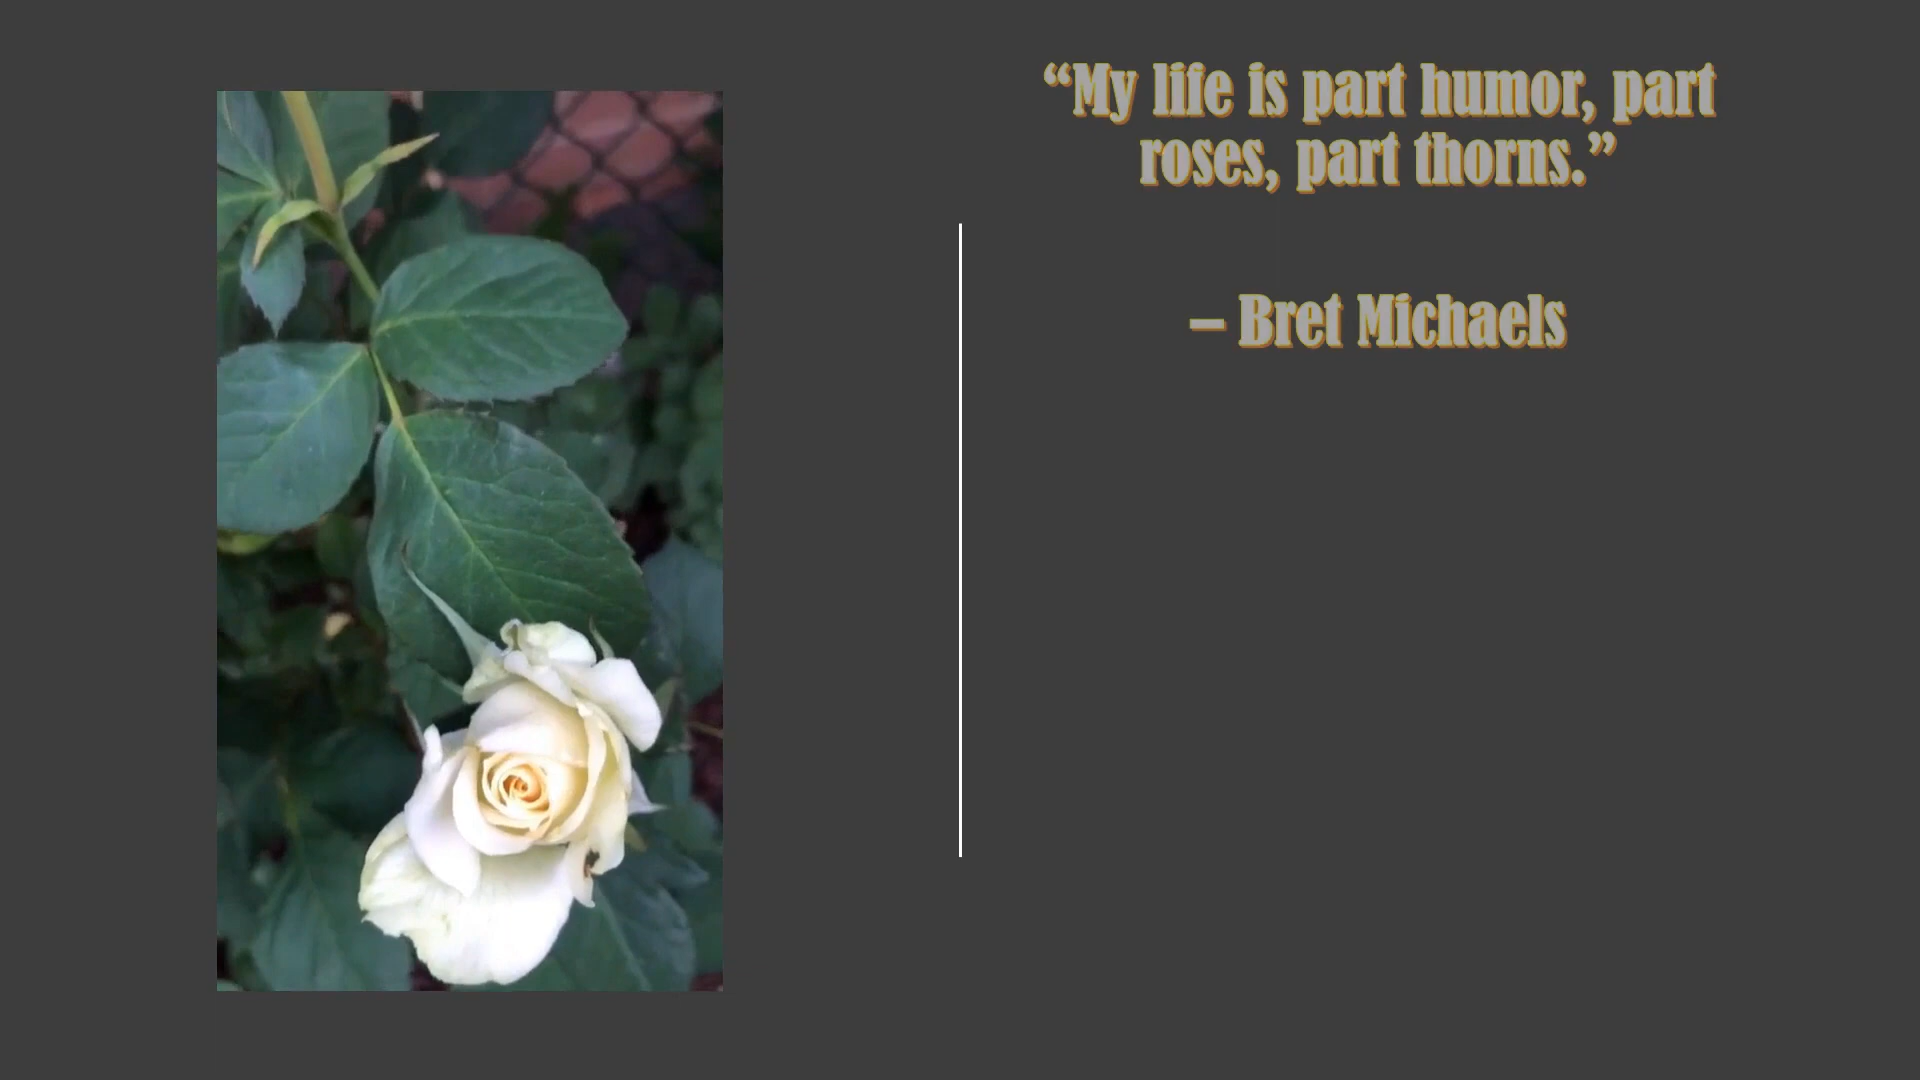 “My life is part humor, part
roses, part thorns.”
– Bret Michaels